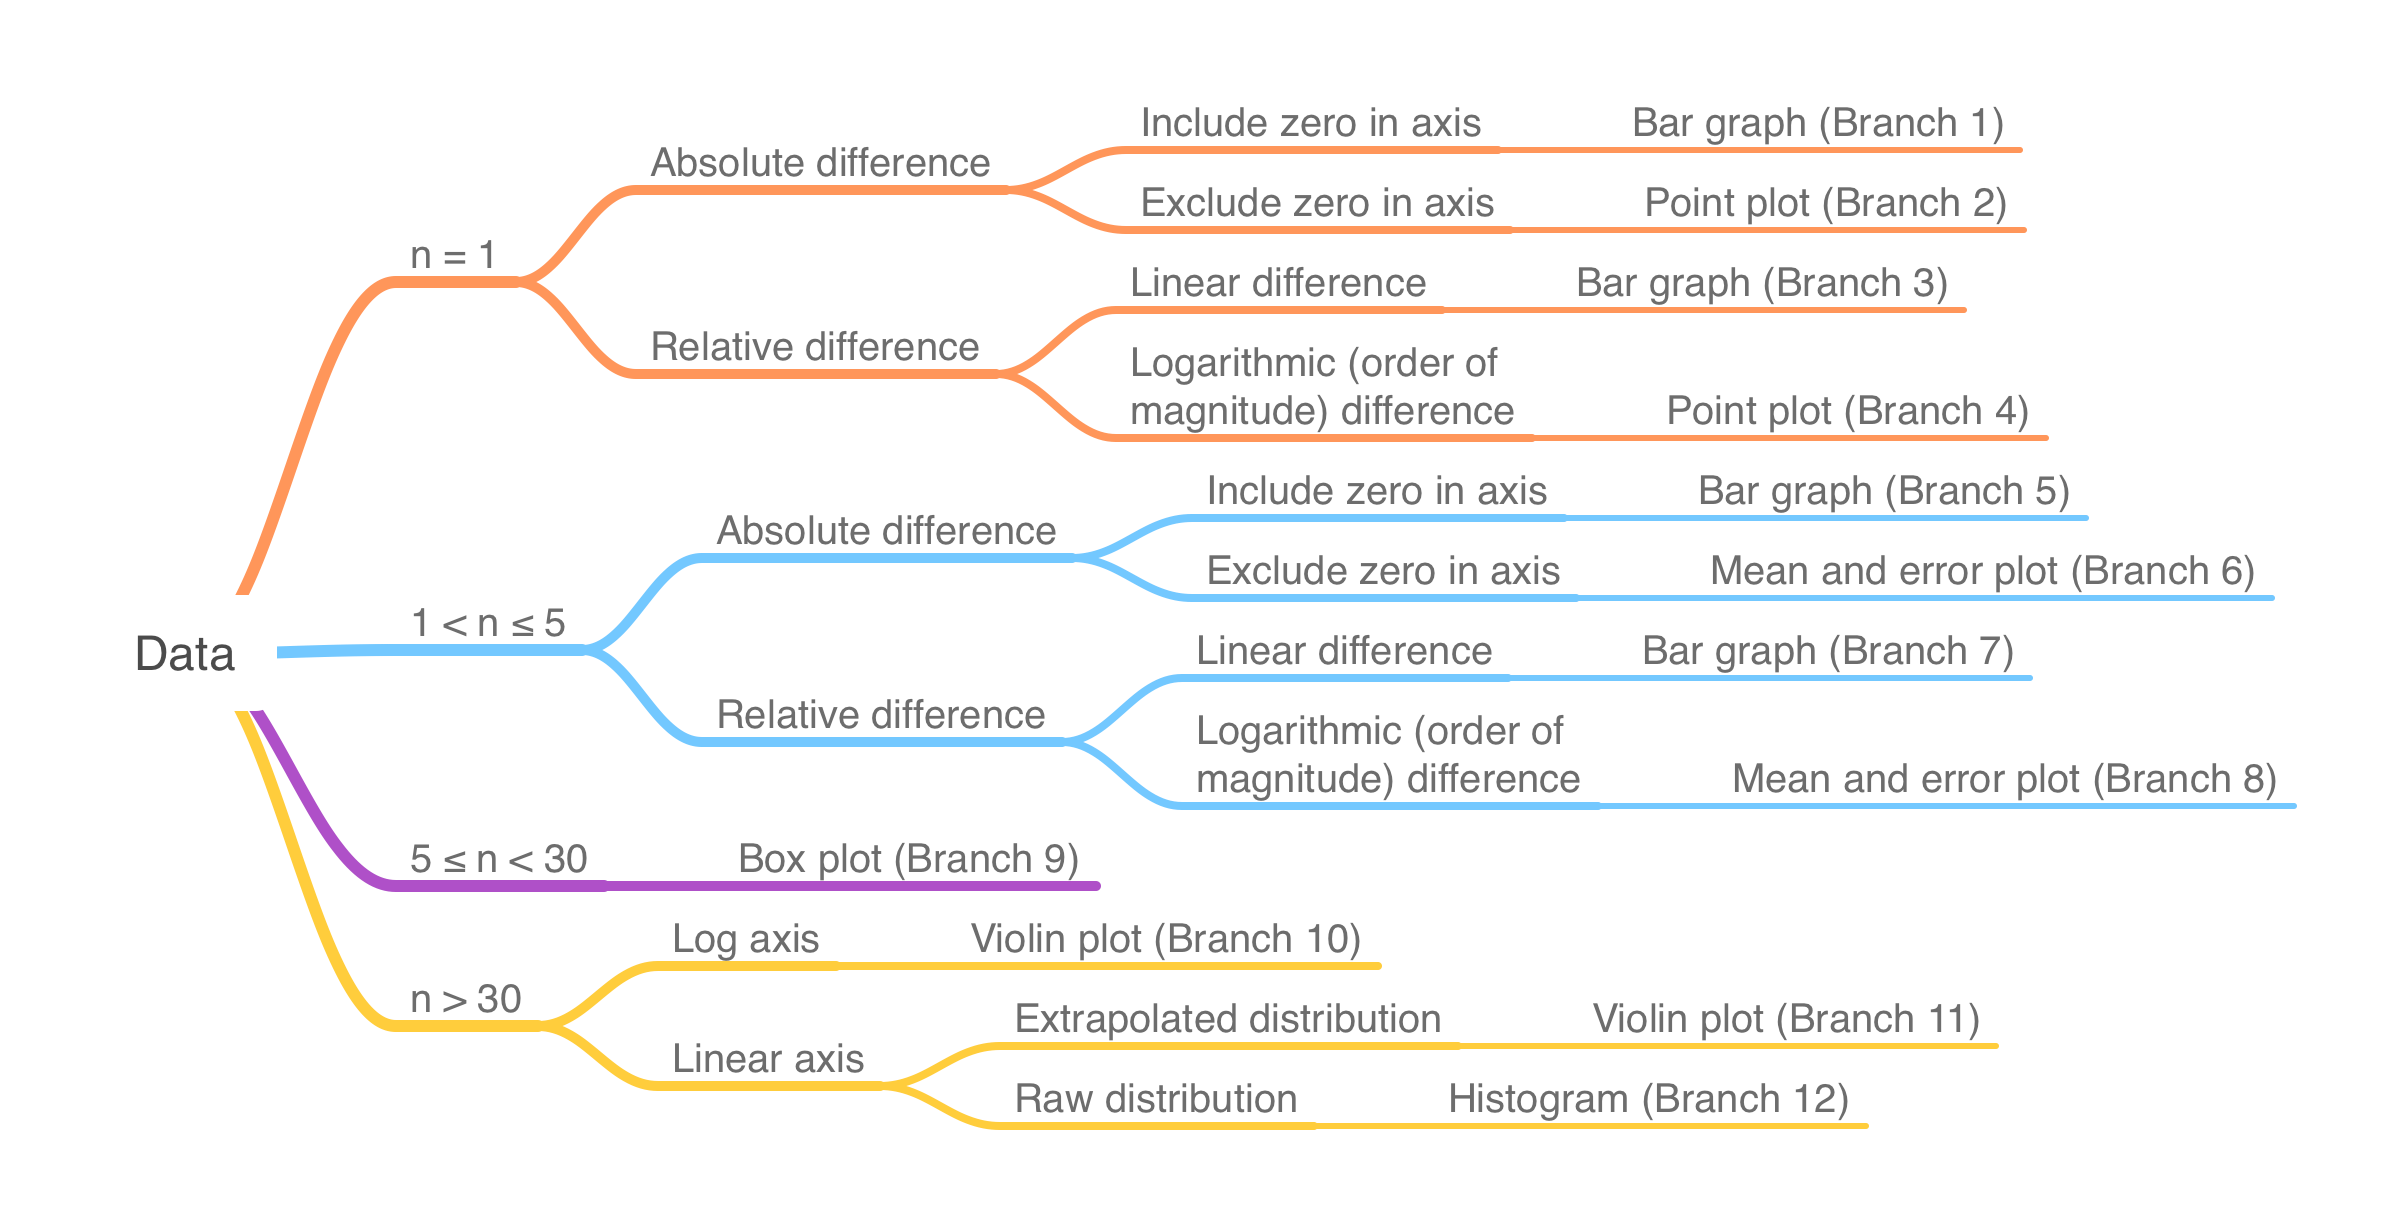 Data
n = 1
Absolute difference
Include zero in axis
Bar graph (Branch 1)
Exclude zero in axis
Point plot (Branch 2)
Relative difference
Linear difference
Bar graph (Branch 3)
Logarithmic (order of
magnitude) difference
Point plot (Branch 4)
1 < n ≤ 5
Absolute difference
Include zero in axis
Bar graph (Branch 5)
Exclude zero in axis
Mean and error plot (Branch 6)
Relative difference
Linear difference
Bar graph (Branch 7)
Logarithmic (order of
magnitude) difference
Mean and error plot (Branch 8)
5 ≤ n < 30
Box plot (Branch 9)
n > 30
Log axis
Violin plot (Branch 10)
Linear axis
Extrapolated distribution
Violin plot (Branch 11)
Raw distribution
Histogram (Branch 12)